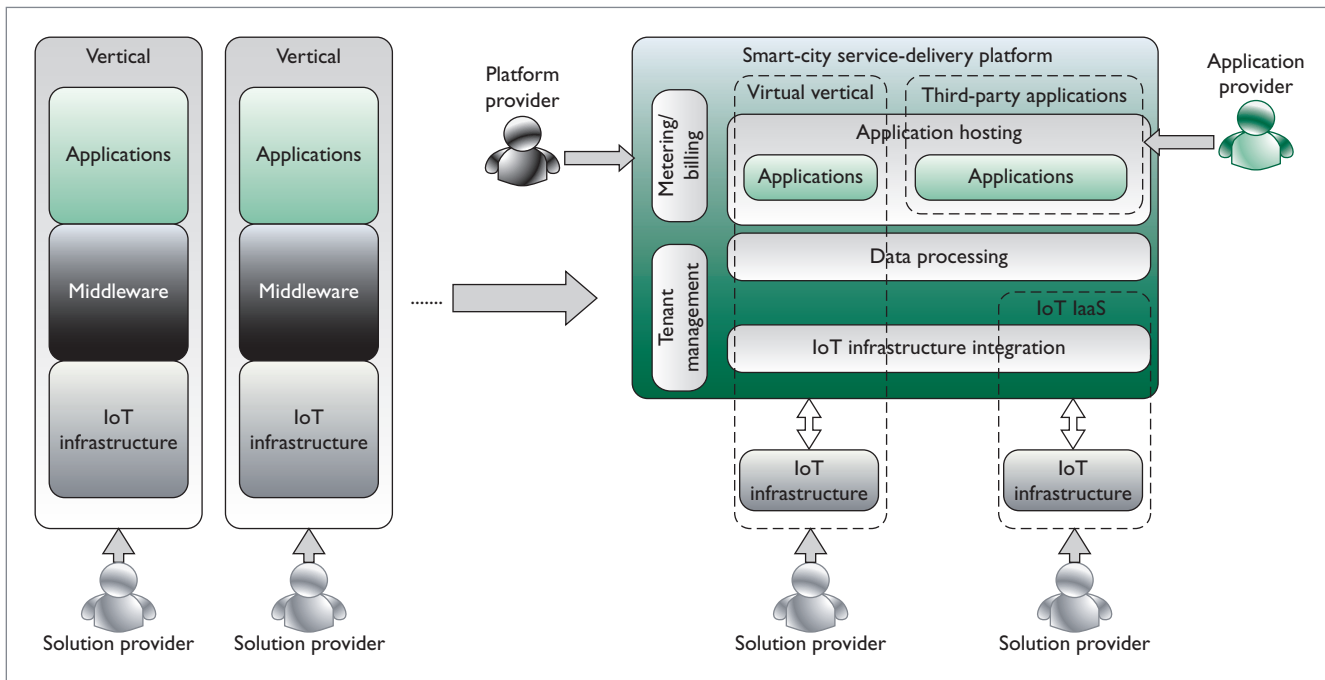 Vertical
Applications
Middleware
IoT
infrastructure
Solution provider
Vertical
Applications
Middleware
IoT
infrastructure
Solution provider
.......
Platform
provider
Smart-city service-delivery platform
Metering/
billing
Tenant
management
Virtual vertical
Third-party applications
Application hosting
Applications
Applications
Data processing
IoT IaaS
IoT infrastructure integration
Application
provider
IoT
infrastructure
Solution provider
IoT
infrastructure
Solution provider